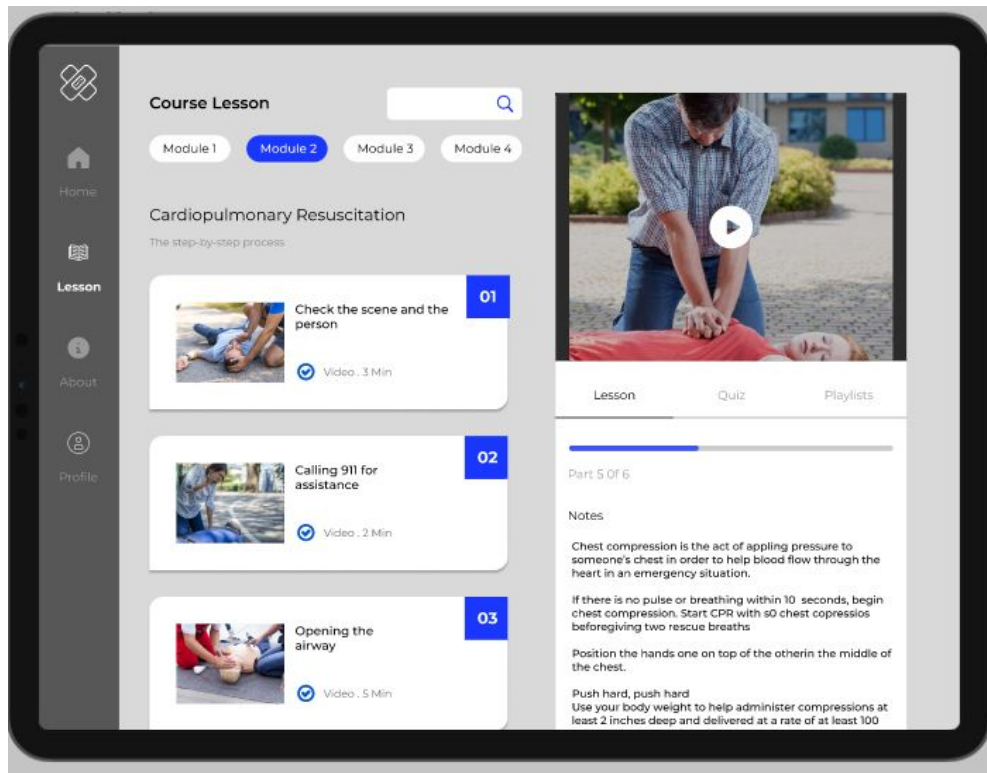 Home
Lesson
About
Profile
Course Lesson
Module 1
Module 2
Module 3
Module 4
Cardiopulmonary Resuscitation
The step-by-step process
01
Check the scene and the
person
Video . 3 Min
02
Calling 911 for
assistance
Video . 2 Min
03
Opening the
airway
Video . 5 Min
Lesson
Quiz
Playlists
Part 5 0f 6
Notes
Chest compression is the act of appling pressure to
someone's chest in order to help blood flow through the
heart in an emergency situation.
If there is no pulse or breathing within 10 seconds, begin
chest compression. Start CPR with s0 chest copressios
beforegiving two rescue breaths
Position the hands one on top of the otherin the middle of
the chest.
Push hard, push hard
Use your body weight to help administer compressions at
least 2 inches deep and delivered at a rate of at least 100